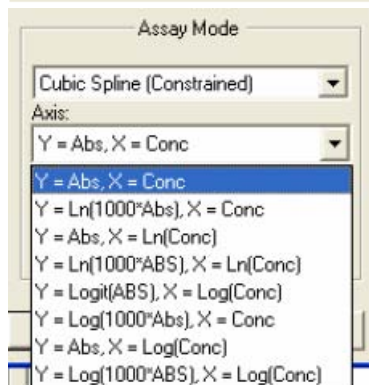 Assay Mode
Cubic Spline (Constrained)
Axis:
Y = Abs, X = Conc
Y = Abs, X = Conc
Y = Ln(1000*Abs), X = Conc
Y = Abs, X = Ln(Conc)
Y = Ln(1000*ABS), X = Ln(Conc)
Y = Logit(ABS), X = Log(Conc)
Y = Log(1000*Abs), X = Conc
Y = Abs, X = Log(Conc)
Y = Log(1000*ABS), X = Log(Conc)